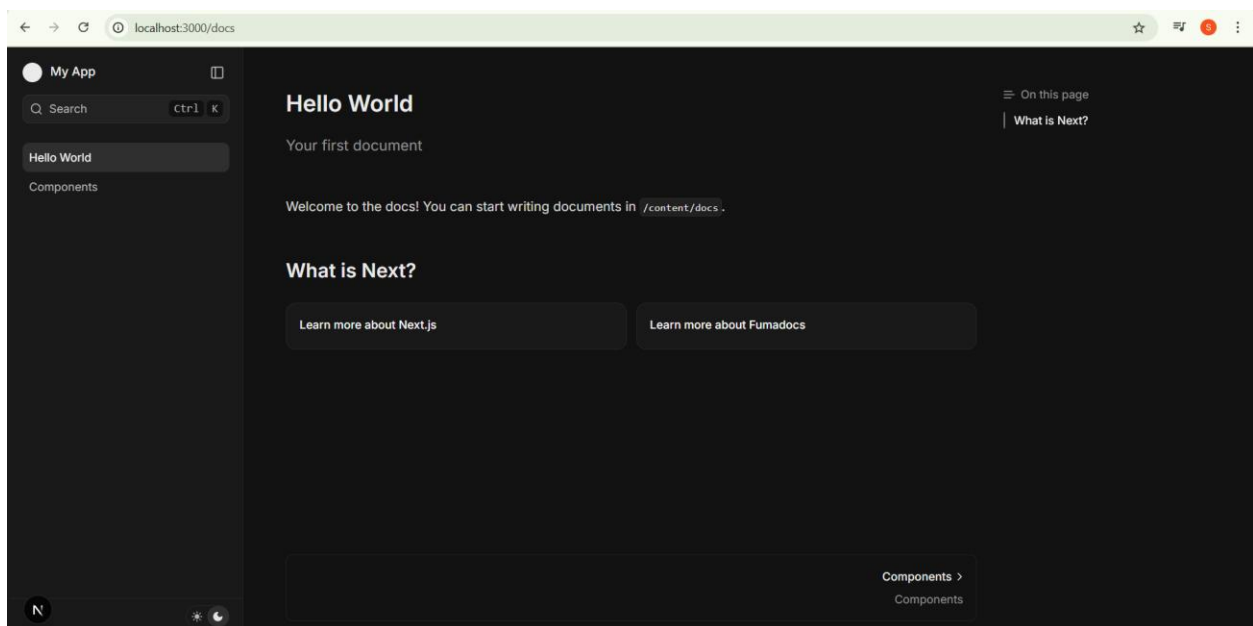 localhost:3000/docs
S
My App
Search Ctrl K
Hello World
Components
Hello World
Your first document
Welcome to the docs! You can start writing documents in /content/docs.
What is Next?
Learn more about Next.js
Learn more about Fumadocs
Components >
Components
On this page
What is Next?
N